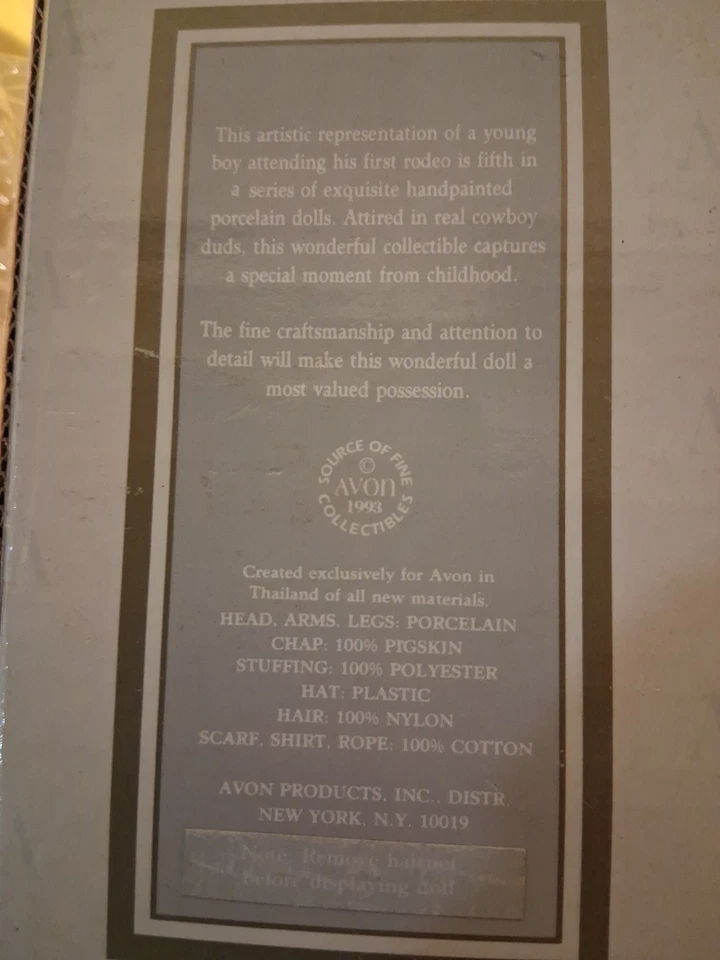 This artistic representation of a young
boy attending his first rodeo is fifth in
a series of exquisite handpainted
porcelain dolls. Attired in real cowboy
duds, this wonderful collectible captures
a special moment from childhood.
The fine craftsmanship and attention to
detail will make this wonderful doll a
most valued possession.
SOURCE OF FINE
©
AVON
1993
COLLECTIBLES
Created exclusively for Avon in
Thailand of all new materials.
HEAD, ARMS, LEGS: PORCELAIN
CHAP: 100% PIGSKIN
STUFFING: 100% POLYESTER
HAT: PLASTIC
HAIR: 100% NYLON
SCARF, SHIRT, ROPE: 100% COTTON
AVON PRODUCTS, INC., DISTR.
NEW YORK, N.Y. 10019
Note: Remove hairnet
before displaying doll